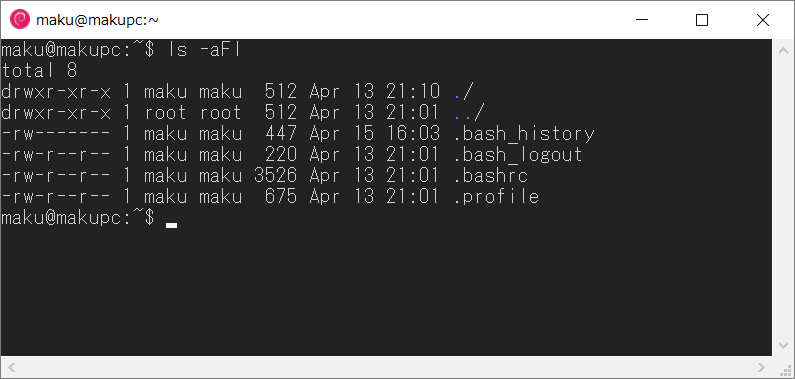 maku@makupc:~
maku@makupc:~$ ls -aFl
total 8
drwxr-xr-x 1 maku maku  512 Apr 13 21:10 ./
drwxr-xr-x 1 root root  512 Apr 13 21:01 ../
-rw------- 1 maku maku  447 Apr 15 16:03 .bash_history
-rw-r--r-- 1 maku maku  220 Apr 13 21:01 .bash_logout
-rw-r--r-- 1 maku maku 3526 Apr 13 21:01 .bashrc
-rw-r--r-- 1 maku maku  675 Apr 13 21:01 .profile
maku@makupc:~$